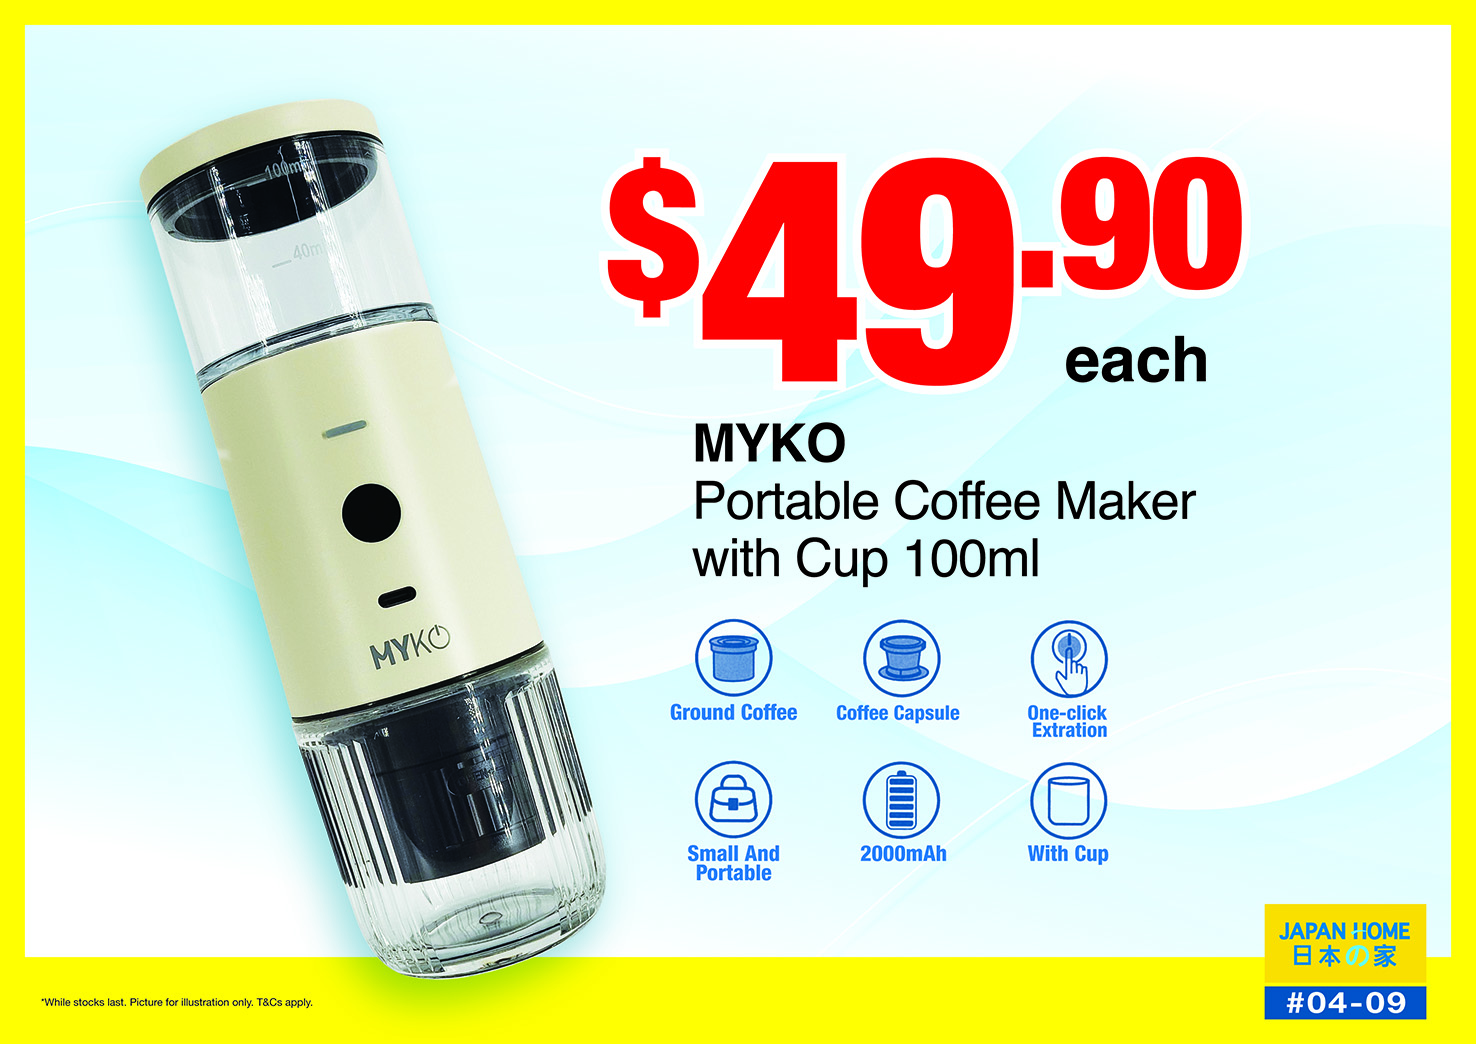 100ml
40ml
MYKO
$49.90
each
MYKO
Portable Coffee Maker
with Cup 100ml
Ground Coffee
Coffee Capsule
One-click
Extration
Small And
Portable
2000mAh
With Cup
JAPAN HOME
日本の家
#04-09
*While stocks last. Picture for illustration only. T&Cs apply.